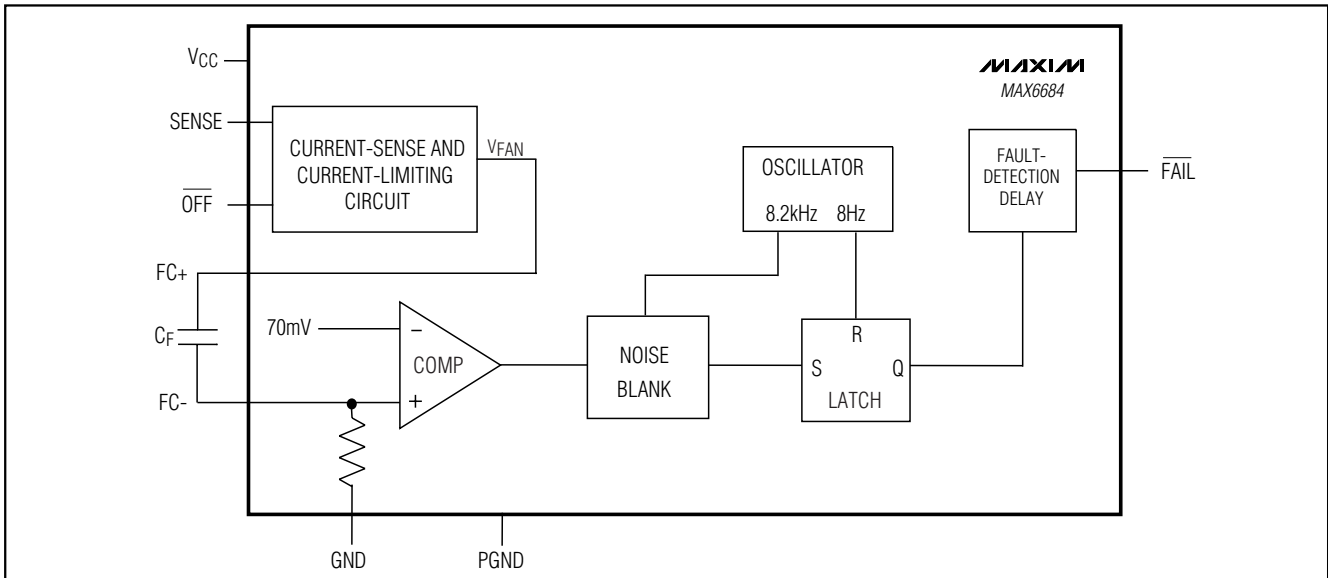 VCC
MAXIM
MAX6684
SENSE
CURRENT-SENSE AND
CURRENT-LIMITING
CIRCUIT
VFAN
OFF
OSCILLATOR
8.2kHz 8Hz
FAULT-
DETECTION
DELAY
FAIL
FC+
CF
70mV
−
COMP
+
NOISE
BLANK
R
S Q
LATCH
FC-
GND
PGND